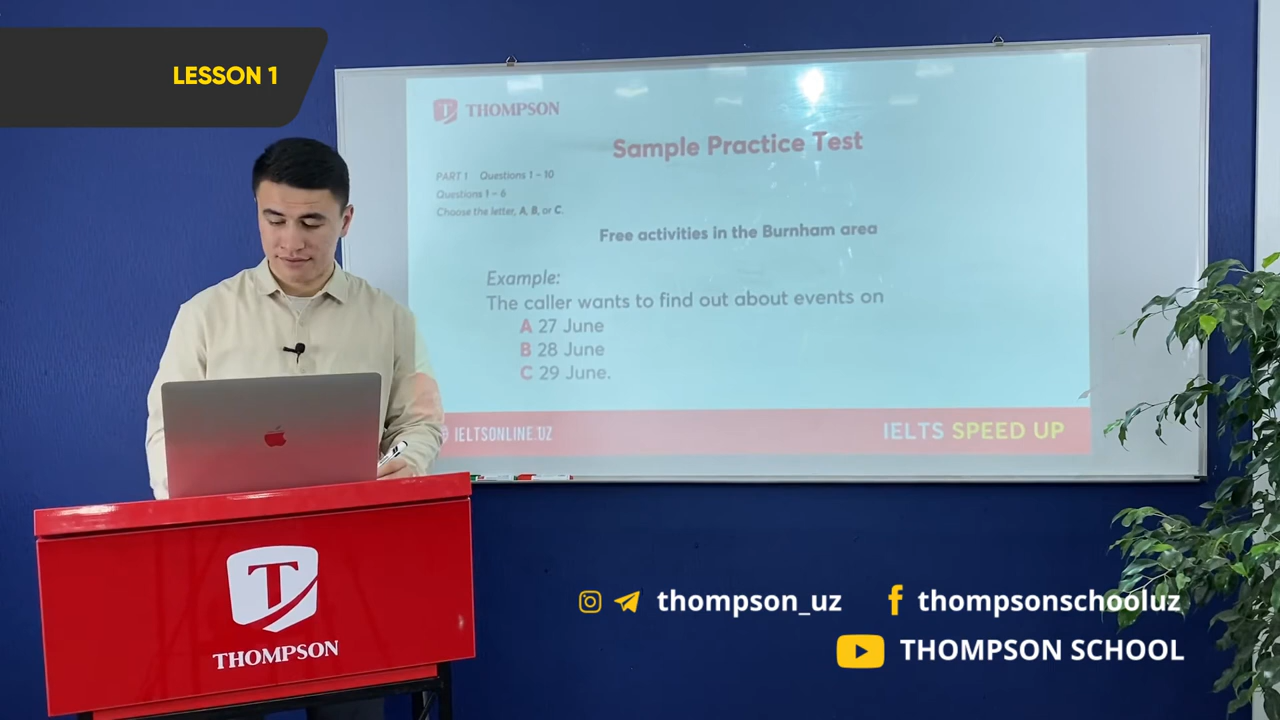 LESSON 1
THOMPSON
Sample Practice Test
PART 1 Questions 1 – 10
Questions 1 – 6
Choose the letter, A, B, or C.
Free activities in the Burnham area
Example:
The caller wants to find out about events on
A 27 June
B 28 June
C 29 June.
IELTSONLINE.UZ
IELTS SPEED UP
T
THOMPSON
thompson_uz
thompsonschooluz
THOMPSON SCHOOL